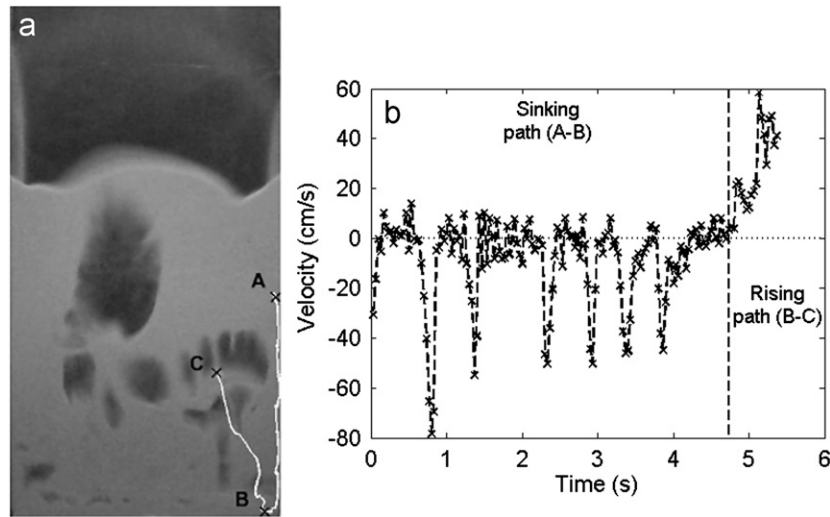 a
A
C
B
b
Sinking
path (A-B)
Rising
path (B-C)
Velocity (cm/s)
60
40
20
0
-20
-40
-60
-80
0
1
2
3
4
5
6
Time (s)